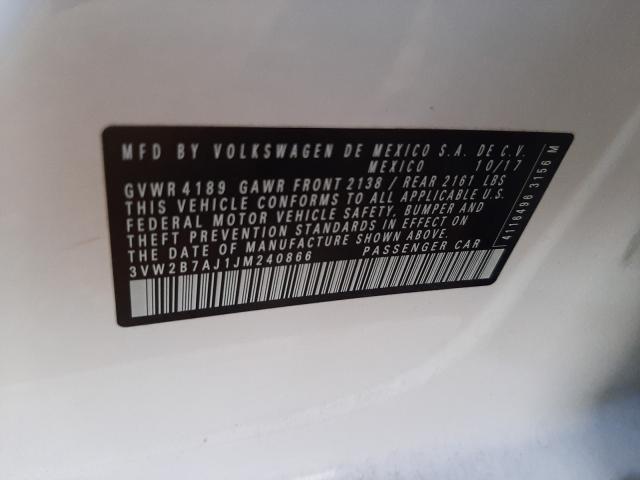 MFD BY VOLKSWAGEN DE MEXICO S.A. DE C.V.
MEXICO 10/17
GVWR 4189 GAWR FRONT 2138 / REAR 2161 LBS
THIS VEHICLE CONFORMS TO ALL APPLICABLE U.S.
FEDERAL MOTOR VEHICLE SAFETY, BUMPER AND
THEFT PREVENTION STANDARDS IN EFFECT ON
THE DATE OF MANUFACTURE SHOWN ABOVE.
3VW2B7AJ1JM240866 PASSENGER CAR
4116496 3156 M